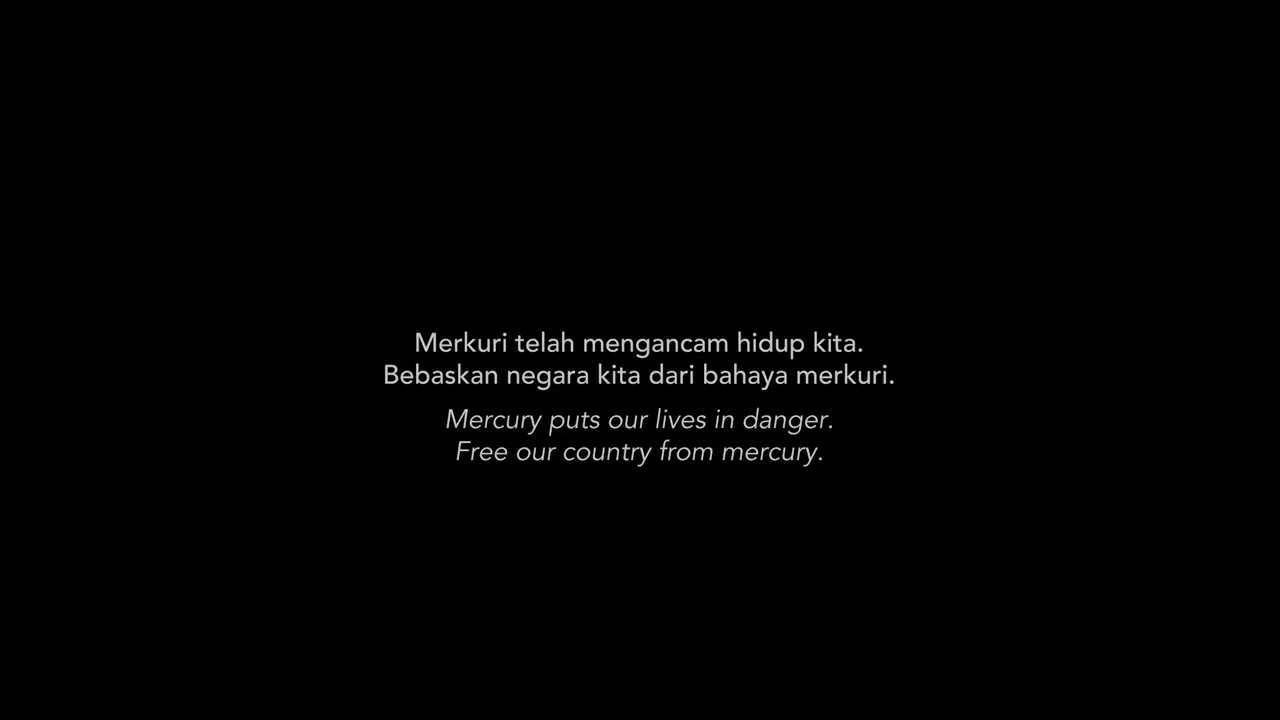 Merkuri telah mengancam hidup kita.
Bebaskan negara kita dari bahaya merkuri.
Mercury puts our lives in danger.
Free our country from mercury.